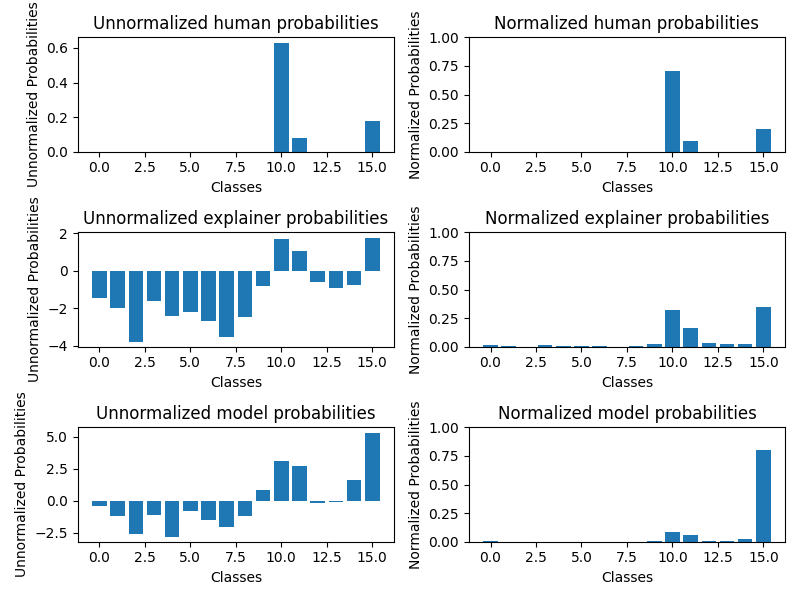 Unnormalized human probabilities
Unnormalized Probabilities
0.6
0.4
0.2
0.0
0.0 2.5 5.0 7.5 10.0 12.5 15.0
Classes
Normalized human probabilities
Normalized Probabilities
1.00
0.75
0.50
0.25
0.00
0.0 2.5 5.0 7.5 10.0 12.5 15.0
Classes
Unnormalized explainer probabilities
Unnormalized Probabilities
2
0
−2
−4
0.0 2.5 5.0 7.5 10.0 12.5 15.0
Classes
Normalized explainer probabilities
Normalized Probabilities
1.00
0.75
0.50
0.25
0.00
0.0 2.5 5.0 7.5 10.0 12.5 15.0
Classes
Unnormalized model probabilities
Unnormalized Probabilities
5.0
2.5
0.0
−2.5
0.0 2.5 5.0 7.5 10.0 12.5 15.0
Classes
Normalized model probabilities
Normalized Probabilities
1.00
0.75
0.50
0.25
0.00
0.0 2.5 5.0 7.5 10.0 12.5 15.0
Classes